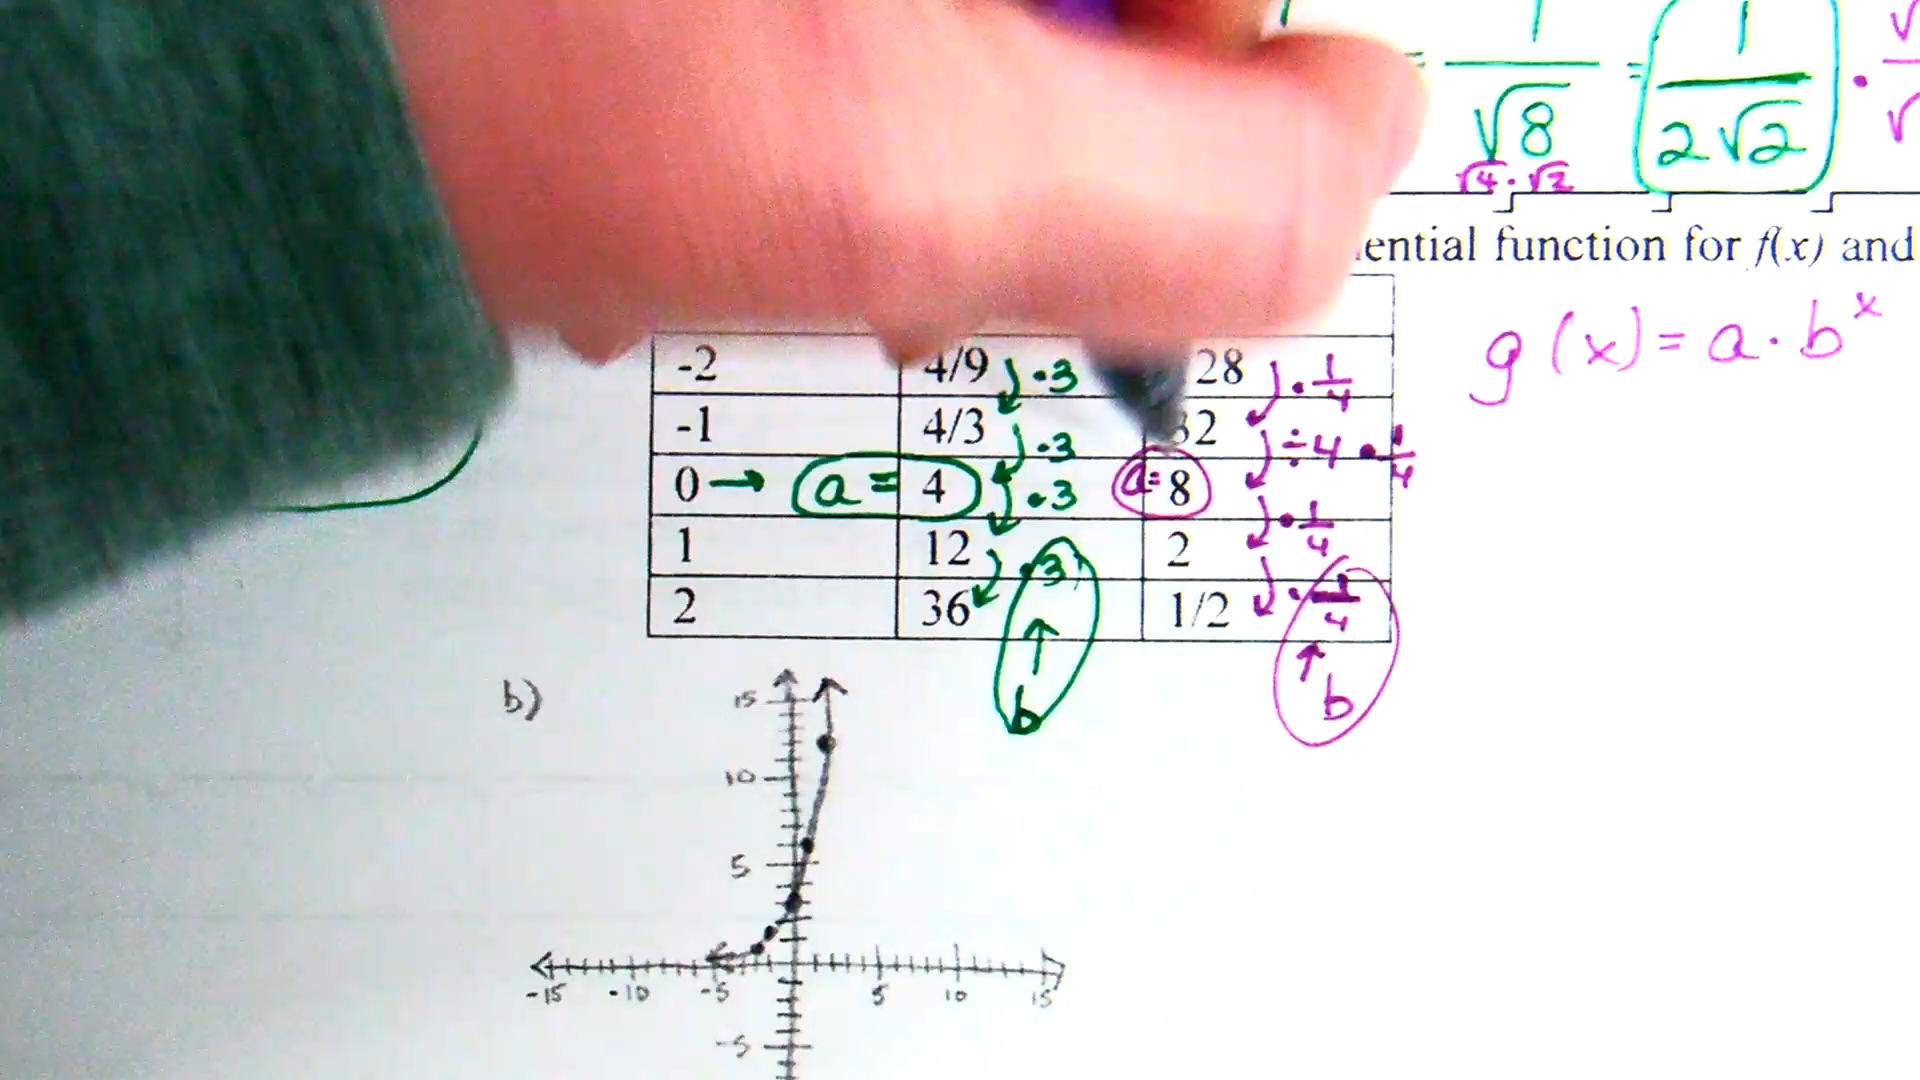 = 1/√8 = 1/2√2 · √
√4 · √2
ential function for f(x) and
g(x) = a · b^x
-2 4/9 ·3 28 · 1/4
-1 4/3 ·3 32 ÷4 · 1/4
0 → a = 4 ·3 a = 8 · 1/4
1 12 ·3 2 · 1/4
2 36 1/2
b b
b)
15
10
5
-15 -10 -5 5 10 15
-5